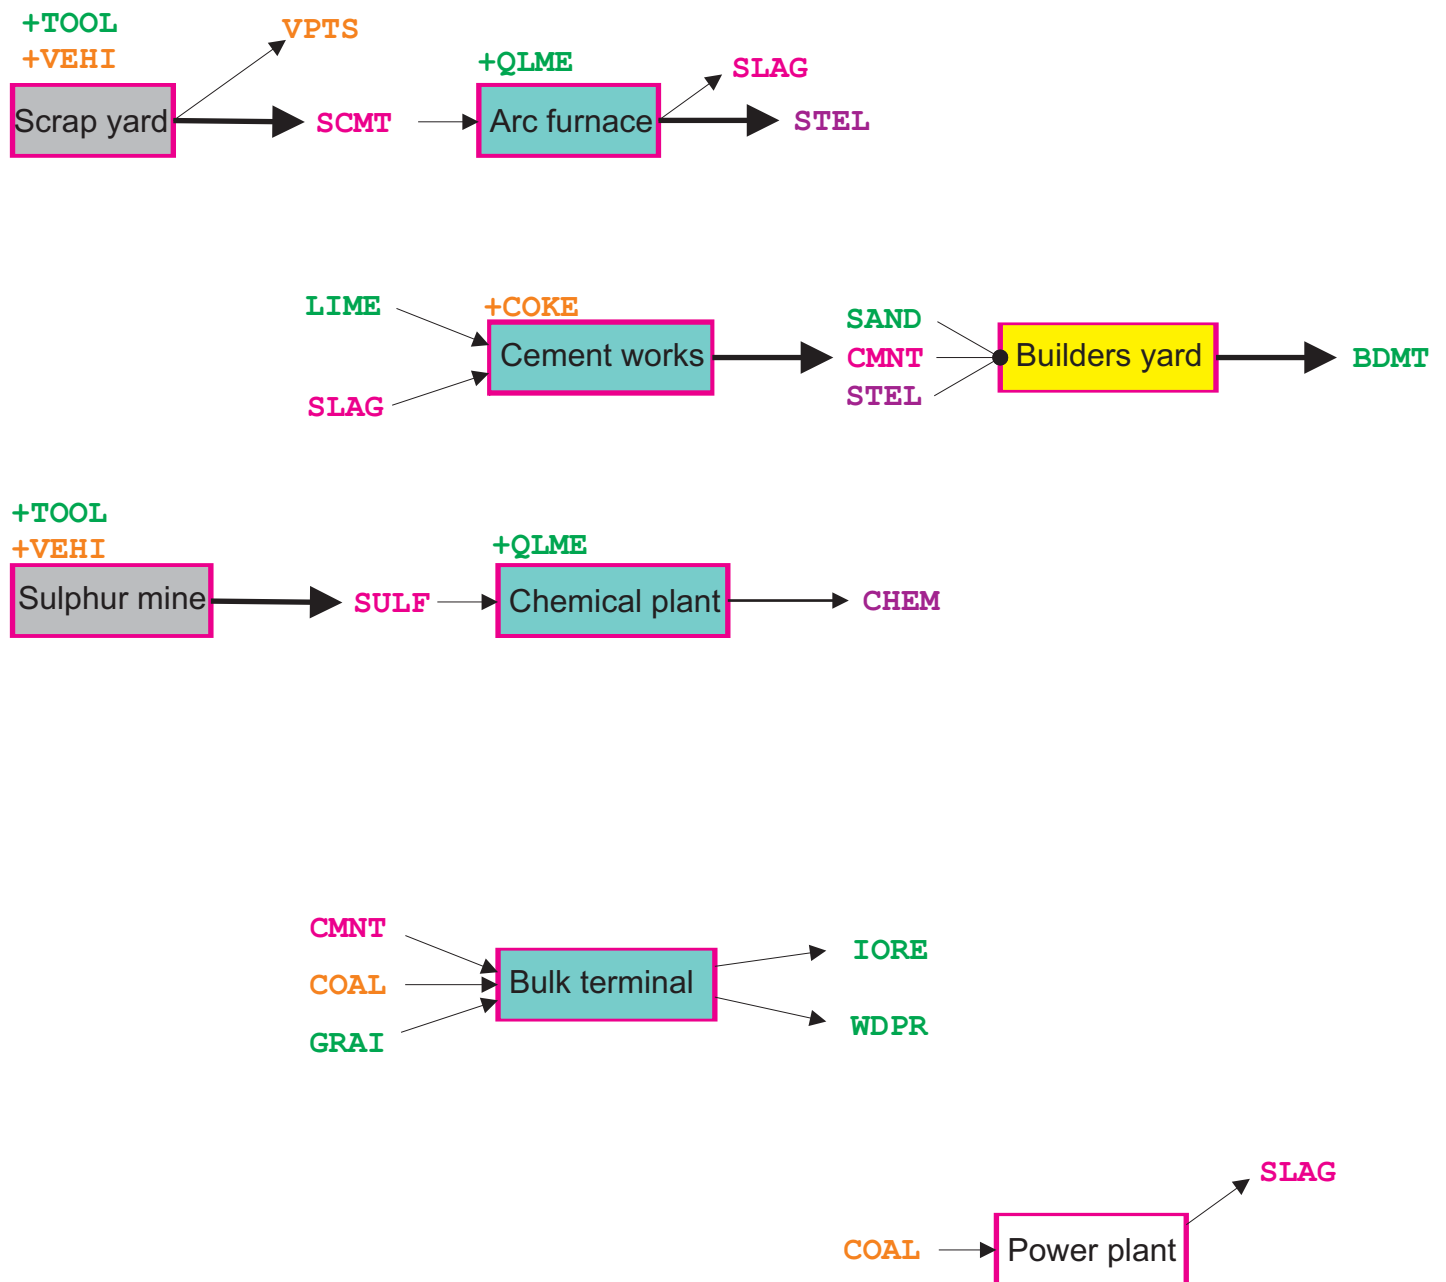 +TOOL
+VEHI
VPTS
Scrap yard
SCMT
+QLME
Arc furnace
SLAG
STEL
LIME
SLAG
+COKE
Cement works
SAND
CMNT
STEL
Builders yard
BDMT
+TOOL
+VEHI
Sulphur mine
SULF
+QLME
Chemical plant
CHEM
CMNT
COAL
GRAI
Bulk terminal
IORE
WDPR
SLAG
COAL
Power plant